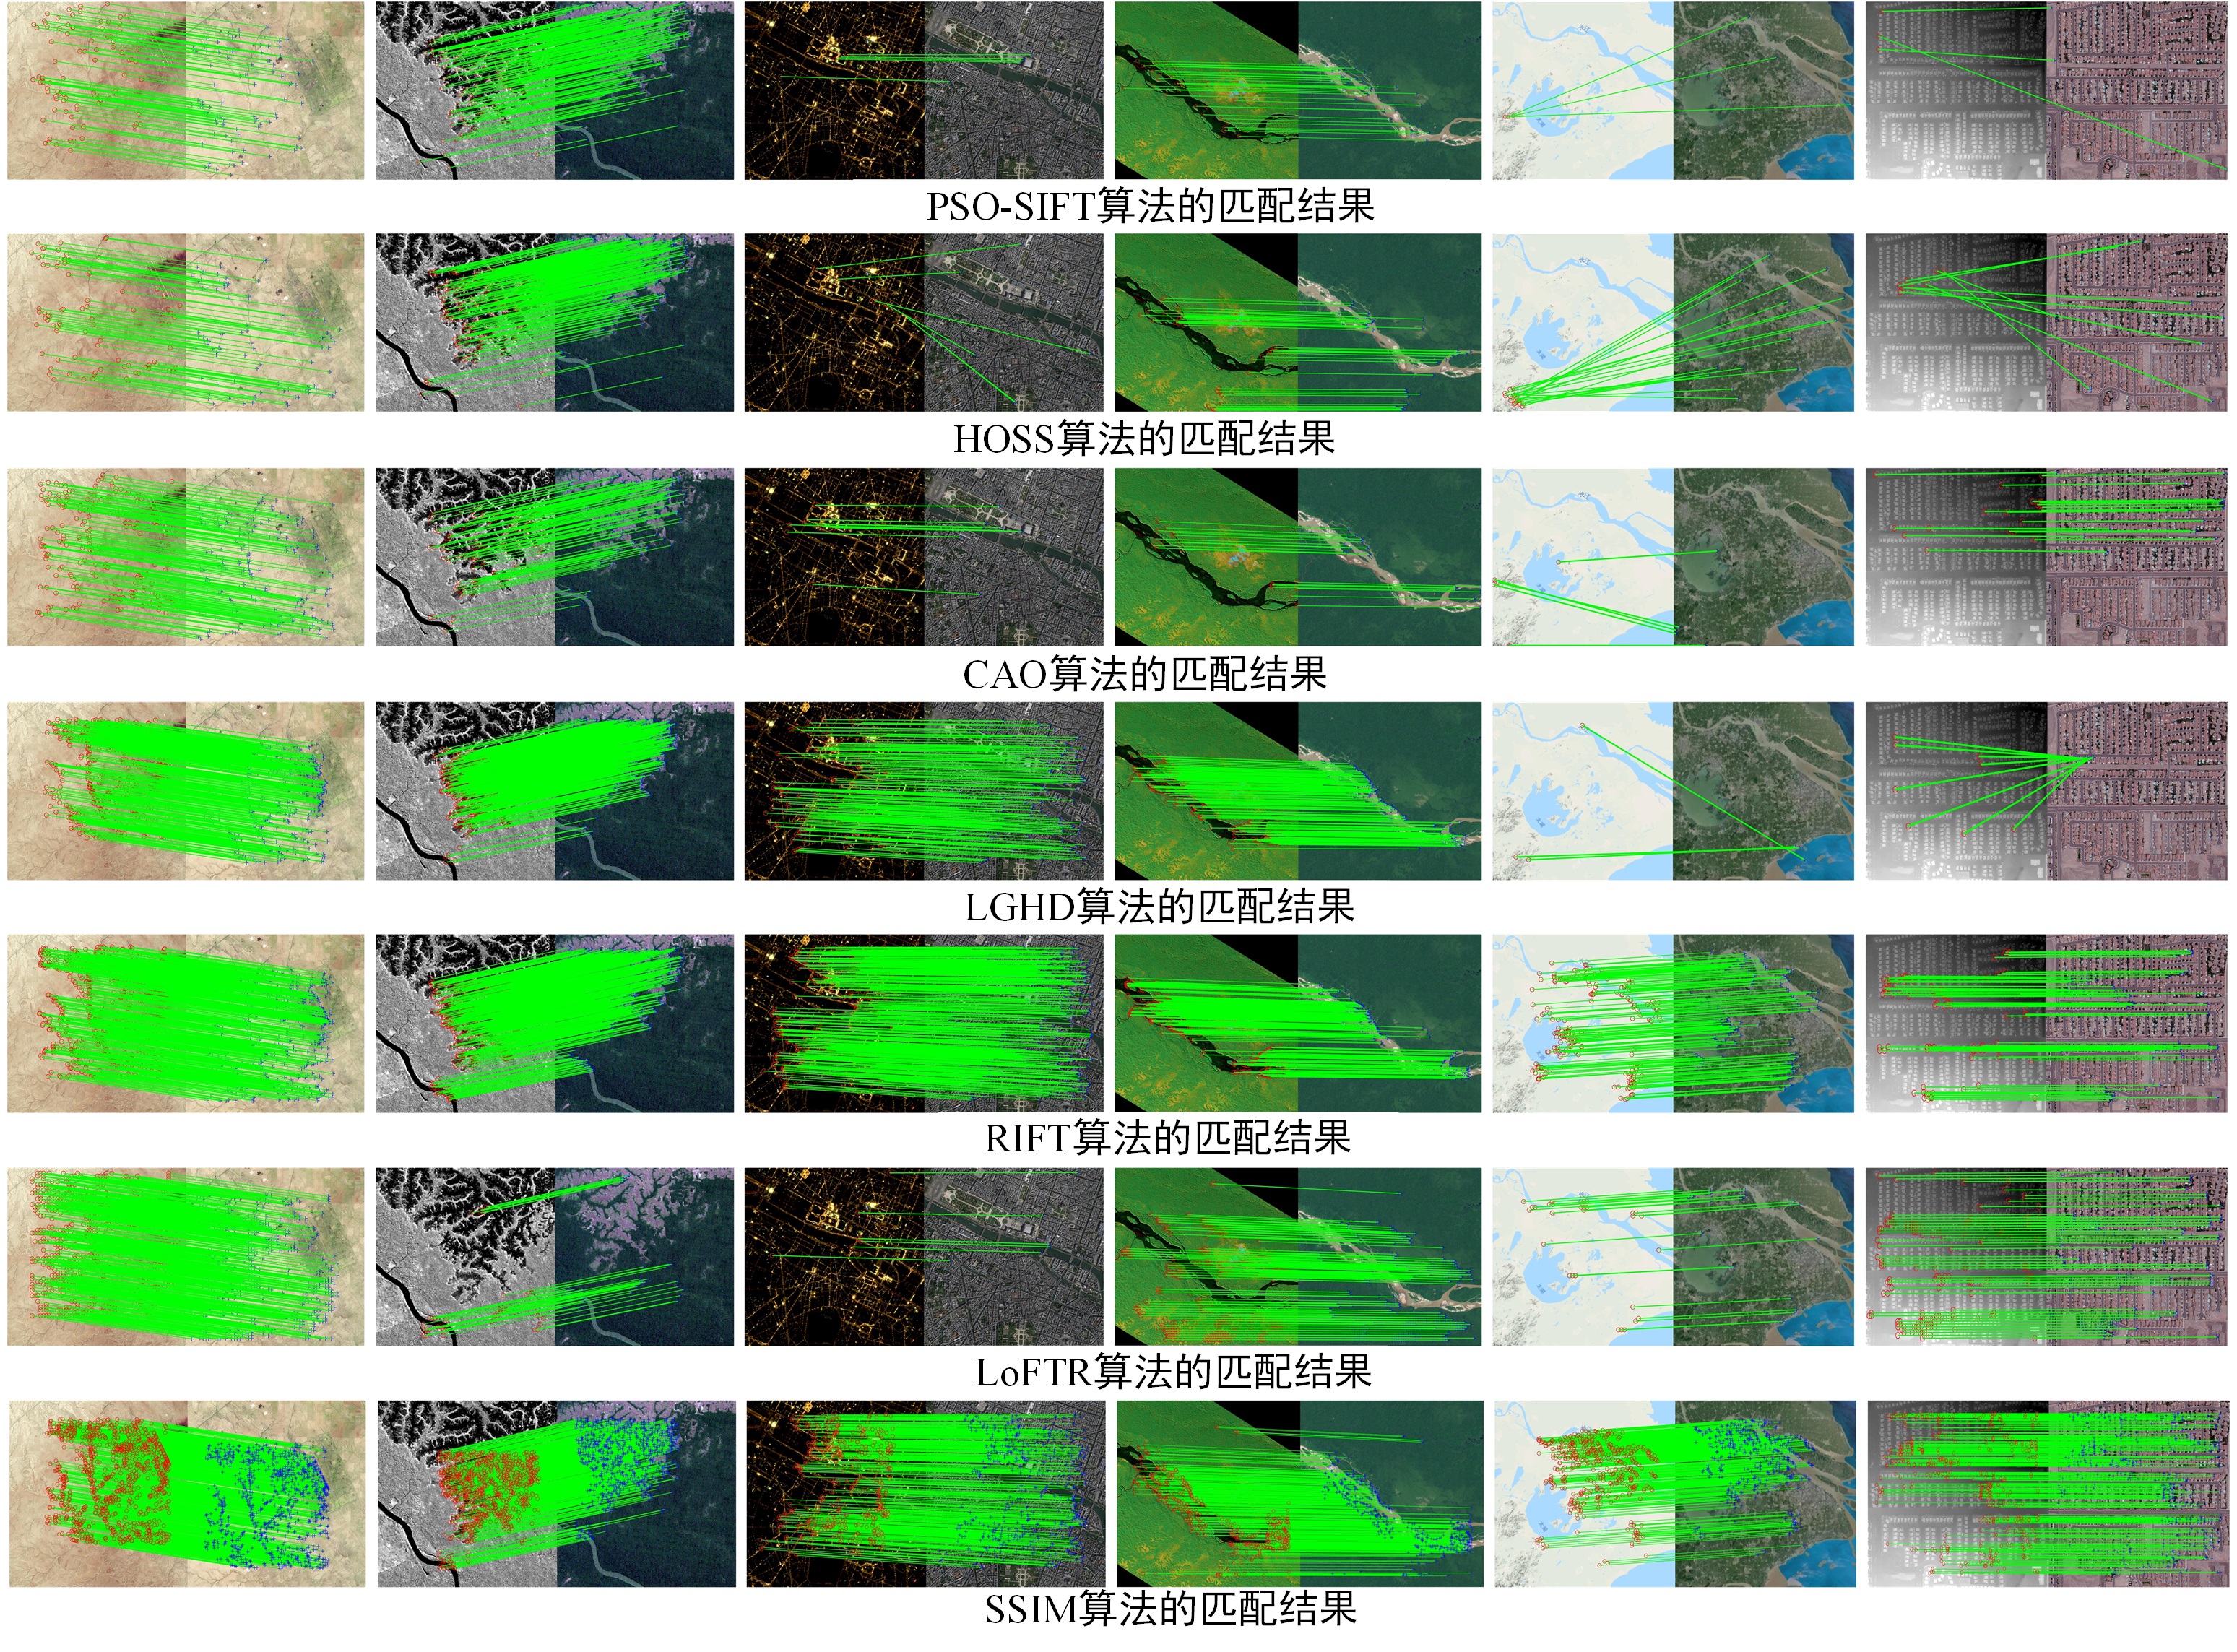 PSO-SIFT算法的匹配结果
HOSS算法的匹配结果
CAO算法的匹配结果
LGHD算法的匹配结果
RIFT算法的匹配结果
LoFTR算法的匹配结果
SSIM算法的匹配结果